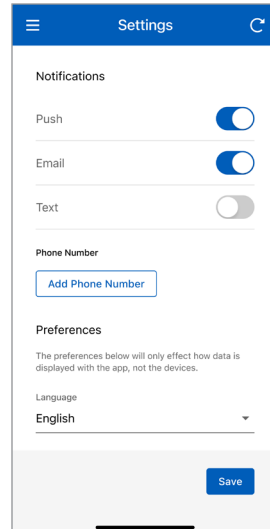 Settings
Notifications
Push
Email
Text
Phone Number
Add Phone Number
Preferences
The preferences below will only effect how data is
displayed with the app, not the devices.
Language
English
Save